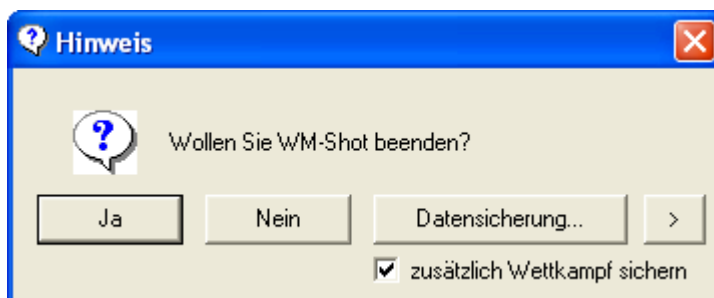 Hinweis
Wollen Sie WM-Shot beenden?
Ja Nein Datensicherung... >
zusätzlich Wettkampf sichern